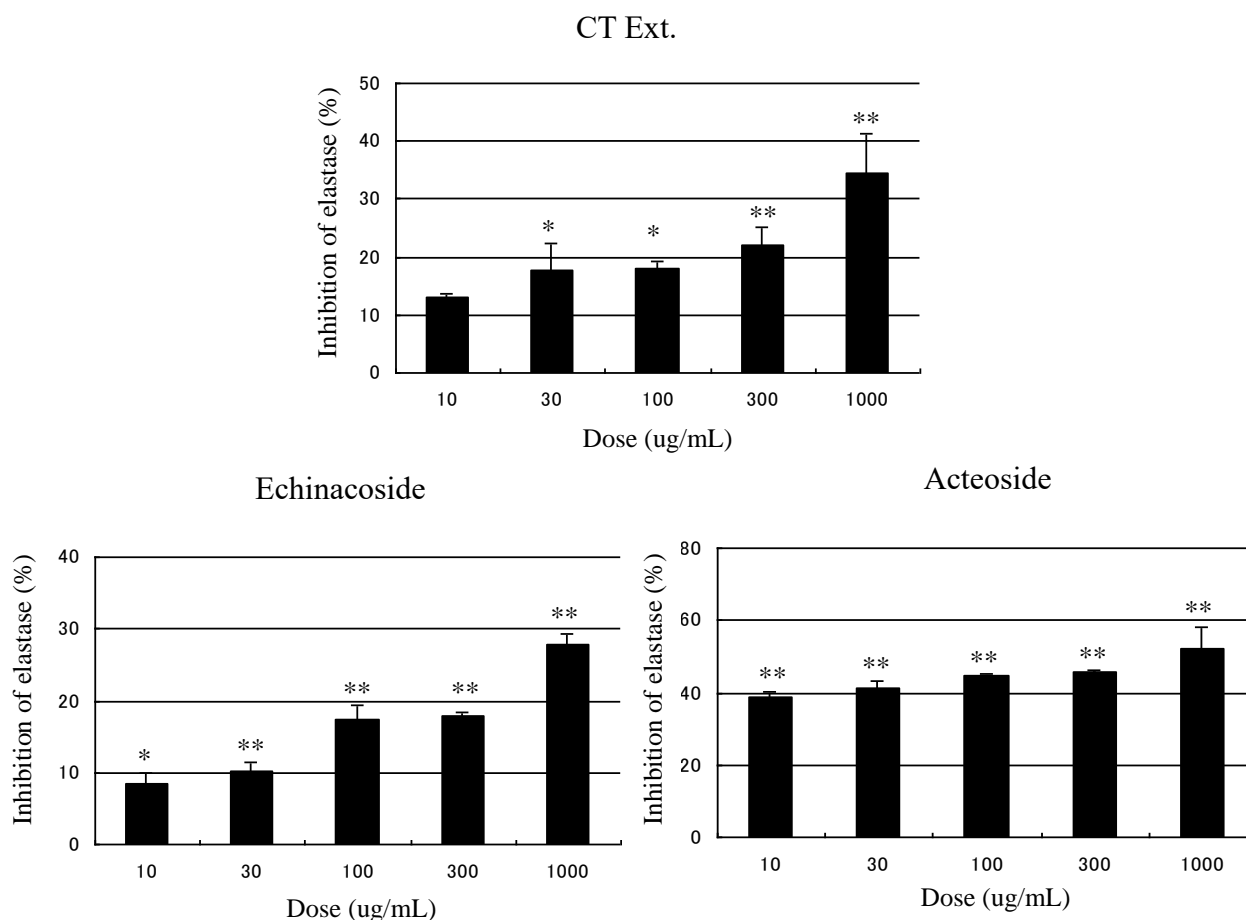 CT Ext.
50
40
30
20
10
0
Inhibition of elastase (%)
*
*
**
**
10 30 100 300 1000
Dose (ug/mL)
Echinacoside
40
30
20
10
0
Inhibition of elastase (%)
*
**
**
**
**
10 30 100 300 1000
Dose (ug/mL)
Acteoside
80
60
40
20
0
Inhibition of elastase (%)
**
**
**
**
**
10 30 100 300 1000
Dose (ug/mL)